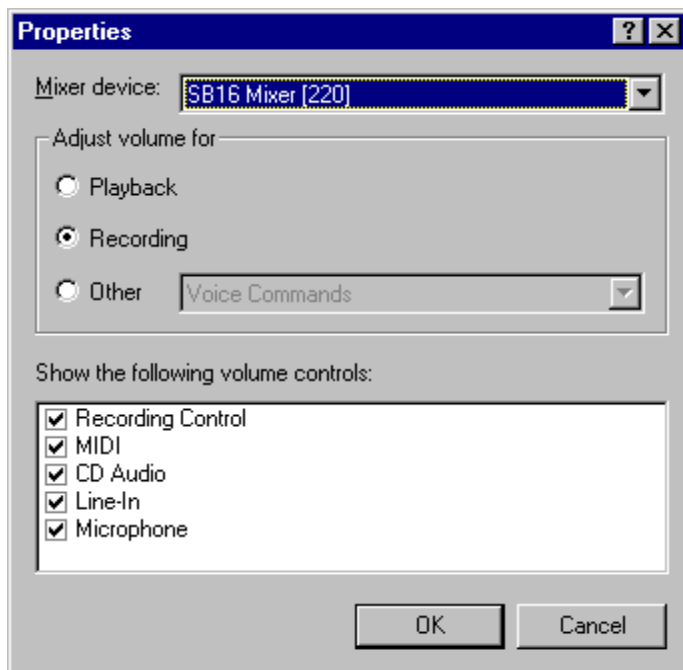 Properties
Mixer device: SB16 Mixer [220]
Adjust volume for
Playback
Recording
Other Voice Commands
Show the following volume controls:
Recording Control
MIDI
CD Audio
Line-In
Microphone
OK Cancel